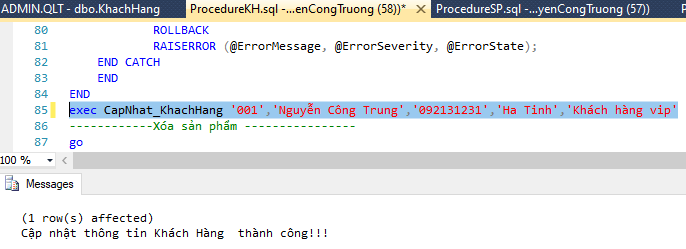 ADMIN.QLT - dbo.KhachHang
ProcedureKH.sql -...enCongTruong (58))*
ProcedureSP.sql -...yenCongTruong (57))
80 ROLLBACK
81 RAISERROR (@ErrorMessage, @ErrorSeverity, @ErrorState);
82 END CATCH
83 END
84 END
85 exec CapNhat_KhachHang '001','Nguyễn Công Trung','092131231','Ha Tinh','Khách hàng vip'
86 ------------Xóa sản phẩm ----------------
87 go
100 %
Messages
(1 row(s) affected)
Cập nhật thông tin Khách Hàng thành công!!!